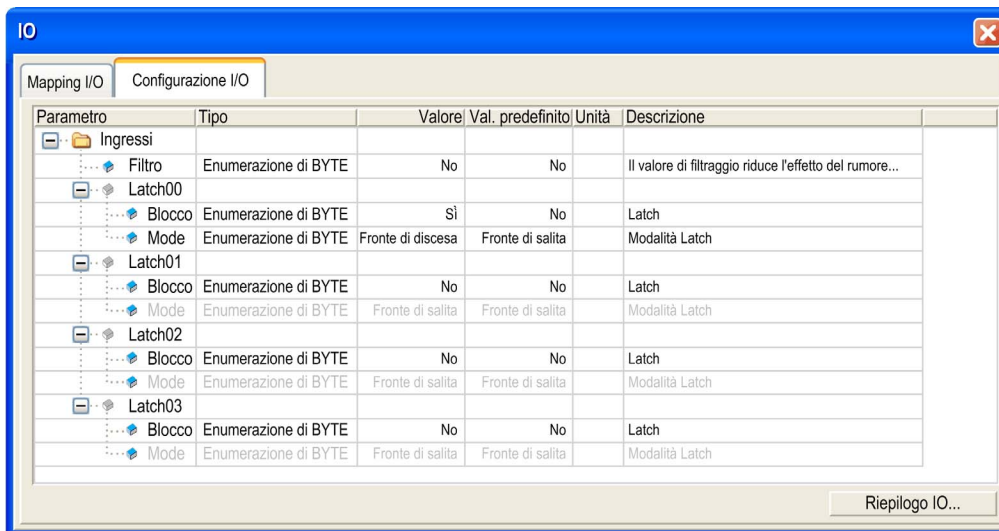 IO
Mapping I/O Configurazione I/O
Parametro Tipo Valore Val. predefinito Unità Descrizione
Ingressi
Filtro Enumerazione di BYTE No No Il valore di filtraggio riduce l'effetto del rumore...
Latch00
Blocco Enumerazione di BYTE Sì No Latch
Mode Enumerazione di BYTE Fronte di discesa Fronte di salita Modalità Latch
Latch01
Blocco Enumerazione di BYTE No No Latch
Mode Enumerazione di BYTE Fronte di salita Fronte di salita Modalità Latch
Latch02
Blocco Enumerazione di BYTE No No Latch
Mode Enumerazione di BYTE Fronte di salita Fronte di salita Modalità Latch
Latch03
Blocco Enumerazione di BYTE No No Latch
Mode Enumerazione di BYTE Fronte di salita Fronte di salita Modalità Latch
Riepilogo IO...